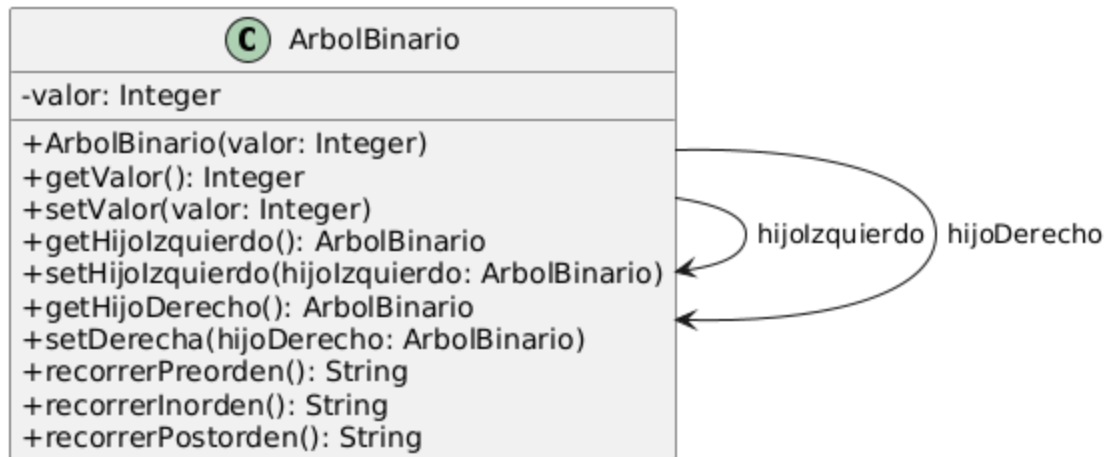 C ArbolBinario
-valor: Integer
+ArbolBinario(valor: Integer)
+getValor(): Integer
+setValor(valor: Integer)
+getHijoIzquierdo(): ArbolBinario
+setHijoIzquierdo(hijoIzquierdo: ArbolBinario)
+getHijoDerecho(): ArbolBinario
+setDerecha(hijoDerecho: ArbolBinario)
+recorrerPreorden(): String
+recorrerInorden(): String
+recorrerPostorden(): String
hijoIzquierdo
hijoDerecho